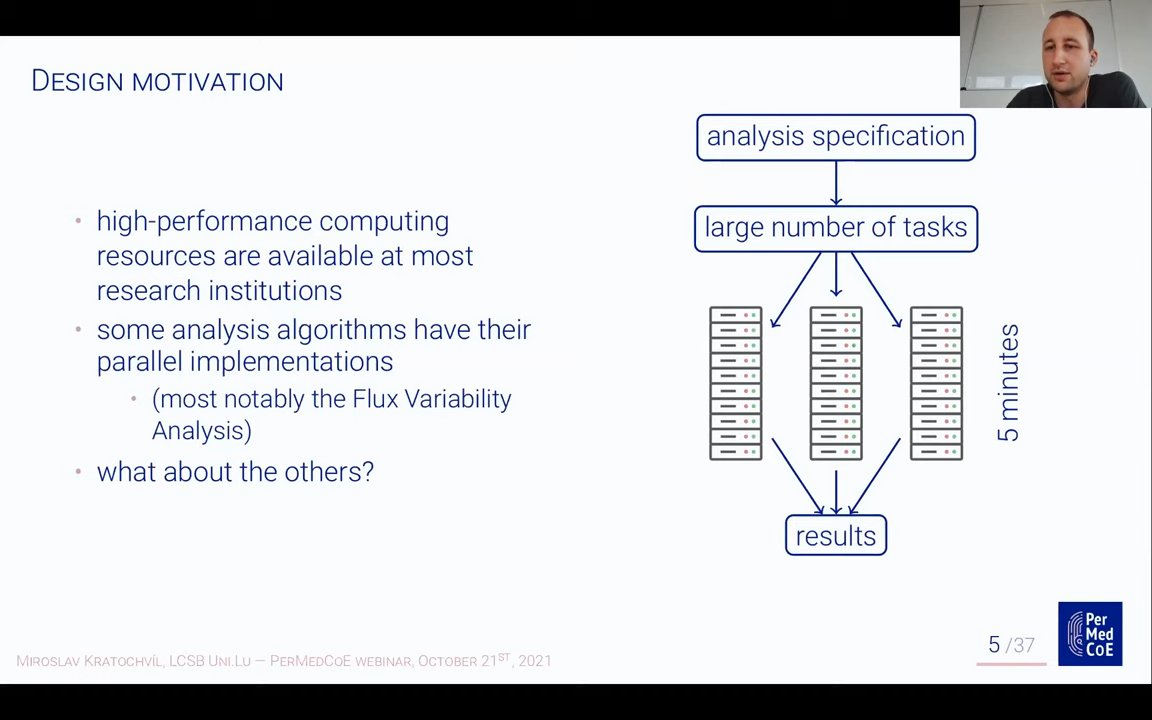 DESIGN MOTIVATION
• high-performance computing
resources are available at most
research institutions
• some analysis algorithms have their
parallel implementations
• (most notably the Flux Variability
Analysis)
• what about the others?
analysis specification
large number of tasks
5 minutes
results
MIROSLAV KRATOCHVÍL, LCSB UNI.LU — PERMEDCOE WEBINAR, OCTOBER 21ST, 2021
5 /37
Per
Med
CoE